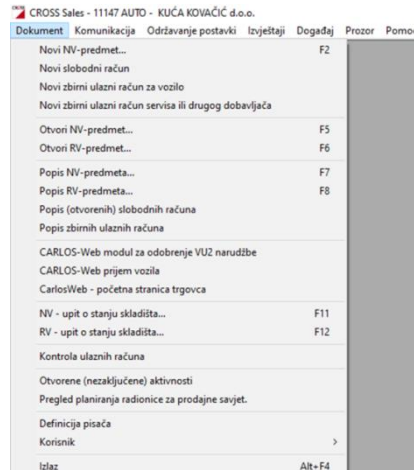 CROSS Sales - 11147 AUTO - KUĆA KOVAČIĆ d.o.o.
Dokument Komunikacija Održavanje postavki Izvještaji Događaj Prozor Pomo
Novi NV-predmet... F2
Novi slobodni račun
Novi zbirni ulazni račun za vozilo
Novi zbirni ulazni račun servisa ili drugog dobavljača
Otvori NV-predmet... F5
Otvori RV-predmet... F6
Popis NV-predmeta... F7
Popis RV-predmeta... F8
Popis (otvorenih) slobodnih računa
Popis zbirnih ulaznih računa
CARLOS-Web modul za odobrenje VU2 narudžbe
CARLOS-Web prijem vozila
CarlosWeb - početna stranica trgovca
NV - upit o stanju skladišta... F11
RV - upit o stanju skladišta... F12
Kontrola ulaznih računa
Otvorene (nezaključene) aktivnosti
Pregled planiranja radionice za prodajne savjet.
Definicija pisača
Korisnik >
Izlaz Alt+F4